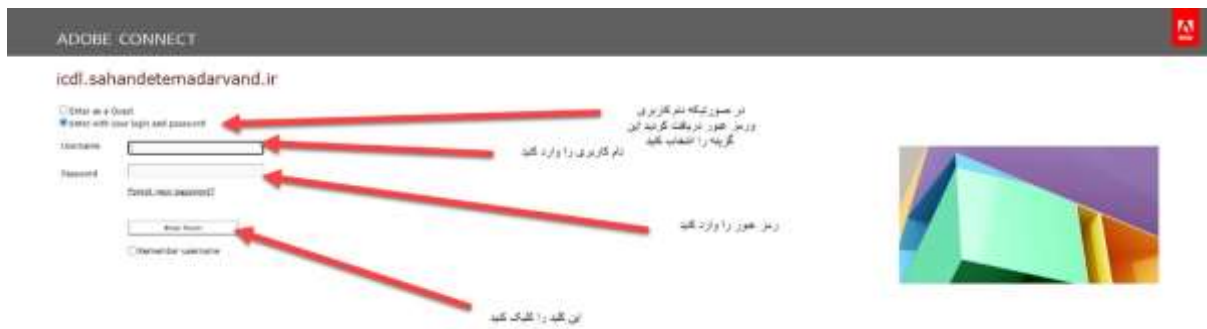 ADOBE CONNECT
icdl.sahandetemadarvand.ir
Enter as a Guest
Enter with your login and password
در صورتیکه نام کاربری
ورمز عبور دریافت کردید این
گزینه را انتخاب کنید
Username
نام کاربری را وارد کنید
Password
Forgot your password?
رمز عبور را وارد کنید
Enter Room
Remember username
این کلید را کلیک کنید